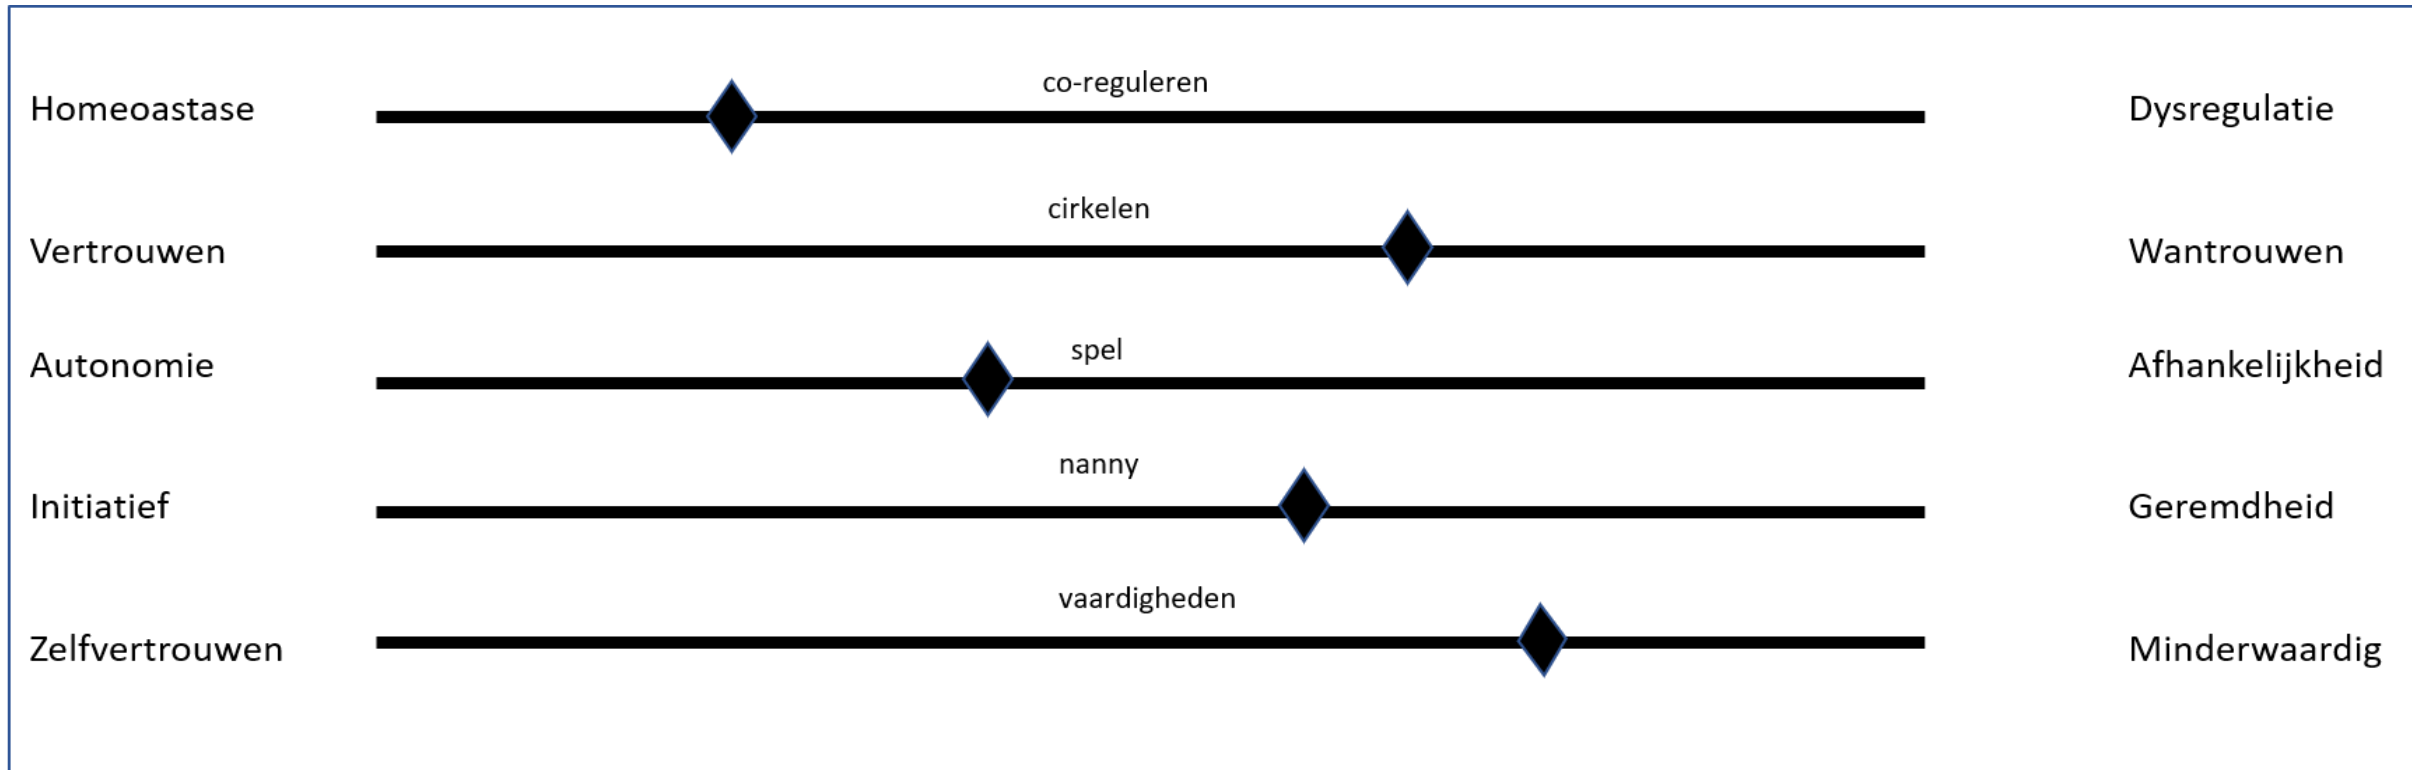 co-reguleren
Homeoastase Dysregulatie
cirkelen
Vertrouwen Wantrouwen
spel
Autonomie Afhankelijkheid
nanny
Initiatief Geremdheid
vaardigheden
Zelfvertrouwen Minderwaardig